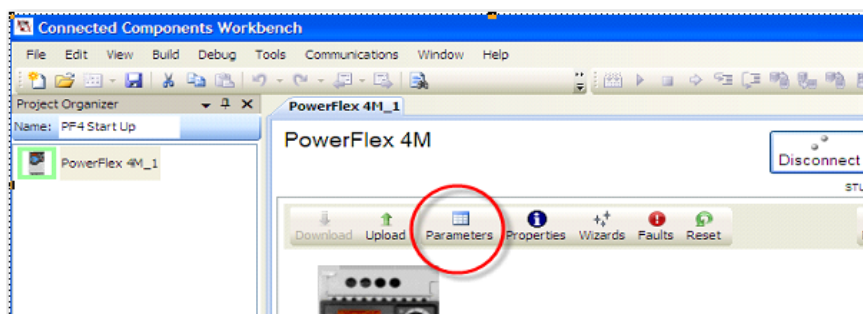 Connected Components Workbench
File Edit View Build Debug Tools Communications Window Help
Project Organizer
PowerFlex 4M_1
Name: PF4 Start Up
PowerFlex 4M
PowerFlex 4M_1
Disconnect
Download Upload Parameters Properties Wizards Faults Reset